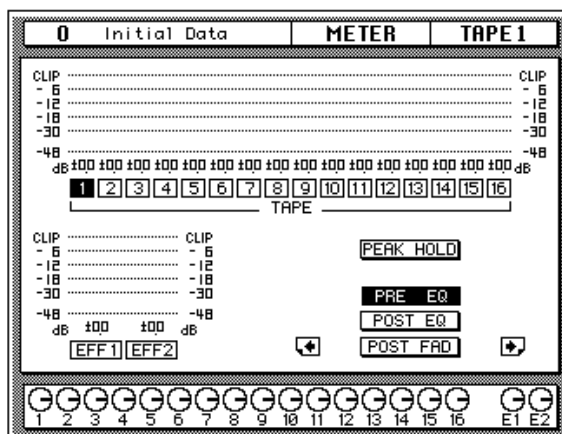 0 Initial Data METER TAPE1
CLIP CLIP
- 6 - 6
-12 -12
-18 -18
-30 -30
-48 -48
dB ±00 ±00 ±00 ±00 ±00 ±00 ±00 ±00 ±00 ±00 ±00 ±00 ±00 ±00 ±00 ±00 dB
1 2 3 4 5 6 7 8 9 10 11 12 13 14 15 16
TAPE
CLIP CLIP
- 6 - 6
-12 -12
-18 -18
-30 -30
-48 -48
dB ±00 ±00 dB
EFF1 EFF2
PEAK HOLD
PRE EQ
POST EQ
POST FAD
1 2 3 4 5 6 7 8 9 10 11 12 13 14 15 16 E1 E2